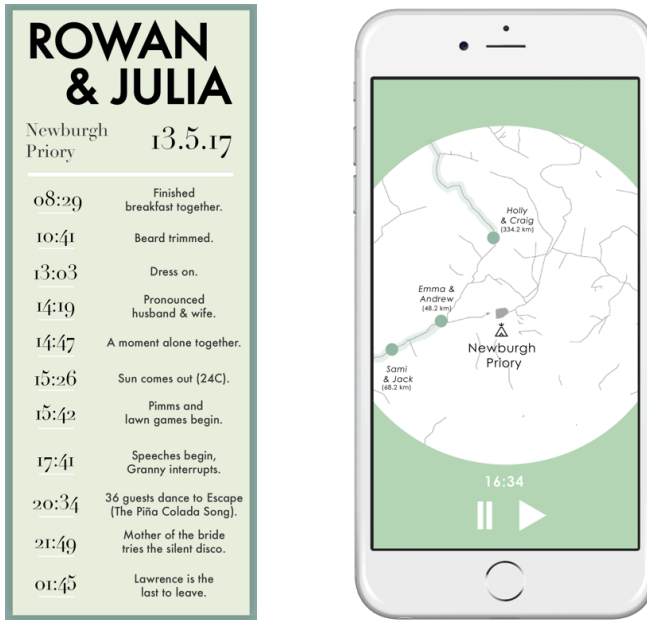 ROWAN
& JULIA
Newburgh
Priory
13.5.17
08:29
Finished
breakfast together.
10:41
Beard trimmed.
13:03
Dress on.
14:19
Pronounced
husband & wife.
14:47
A moment alone together.
15:26
Sun comes out (24C).
15:42
Pimms and
lawn games begin.
17:41
Speeches begin,
Granny interrupts.
20:34
36 guests dance to Escape
(The Piña Colada Song).
21:49
Mother of the bride
tries the silent disco.
01:45
Lawrence is the
last to leave.
Holly
& Craig
(334.2 km)
Emma &
Andrew
(48.2 km)
Newburgh
Priory
Sami
& Jack
(68.2 km)
16:34